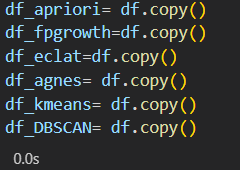 df_apriori= df.copy()
df_fpgrowth=df.copy()
df_eclat=df.copy()
df_agnes= df.copy()
df_kmeans= df.copy()
df_DBSCAN= df.copy()
0.0s